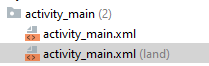 activity_main (2)
activity_main.xml
activity_main.xml (land)